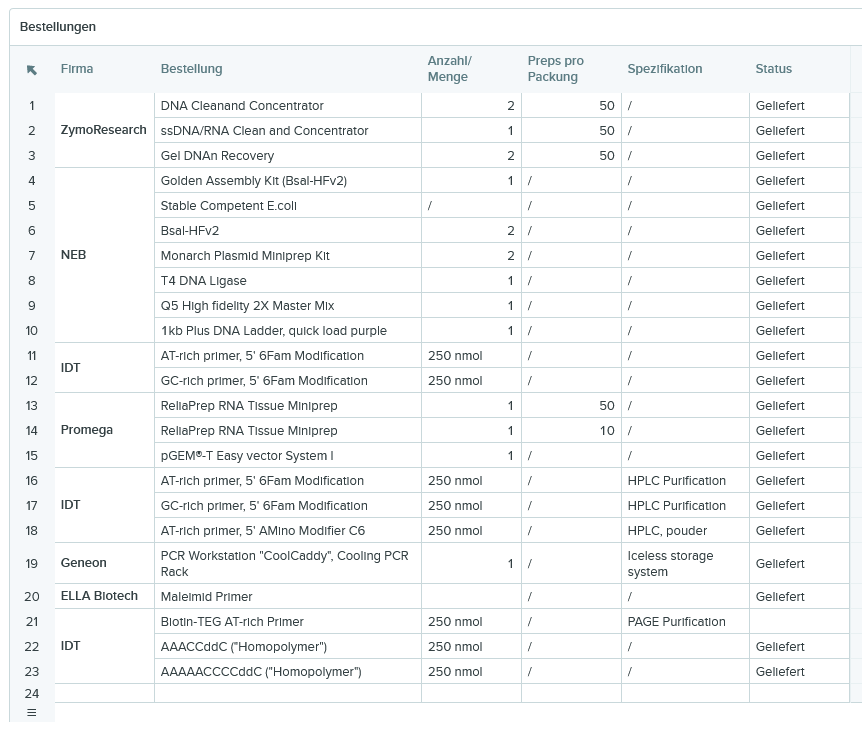 Bestellungen
Firma Bestellung Anzahl/ Menge Preps pro Packung Spezifikation Status
1 ZymoResearch DNA Cleanand Concentrator 2 50 / Geliefert
2 ssDNA/RNA Clean and Concentrator 1 50 / Geliefert
3 Gel DNAn Recovery 2 50 / Geliefert
4 NEB Golden Assembly Kit (BsaI-HFv2) 1 / / Geliefert
5 Stable Competent E.coli / / / Geliefert
6 BsaI-HFv2 2 / / Geliefert
7 Monarch Plasmid Miniprep Kit 2 / / Geliefert
8 T4 DNA Ligase 1 / / Geliefert
9 Q5 High fidelity 2X Master Mix 1 / / Geliefert
10 1kb Plus DNA Ladder, quick load purple 1 / / Geliefert
11 IDT AT-rich primer, 5' 6Fam Modification 250 nmol / / Geliefert
12 GC-rich primer, 5' 6Fam Modification 250 nmol / / Geliefert
13 Promega ReliaPrep RNA Tissue Miniprep 1 50 / Geliefert
14 ReliaPrep RNA Tissue Miniprep 1 10 / Geliefert
15 pGEM®-T Easy vector System I 1 / / Geliefert
16 IDT AT-rich primer, 5' 6Fam Modification 250 nmol / HPLC Purification Geliefert
17 GC-rich primer, 5' 6Fam Modification 250 nmol / HPLC Purification Geliefert
18 AT-rich primer, 5' AMino Modifier C6 250 nmol / HPLC, pouder Geliefert
19 Geneon PCR Workstation "CoolCaddy", Cooling PCR Rack 1 / Iceless storage system Geliefert
20 ELLA Biotech Maleimid Primer / / Geliefert
21 IDT Biotin-TEG AT-rich Primer 250 nmol / PAGE Purification
22 AAACCddC ("Homopolymer") 250 nmol / / Geliefert
23 AAAAACCCCddC ("Homopolymer") 250 nmol / / Geliefert
24